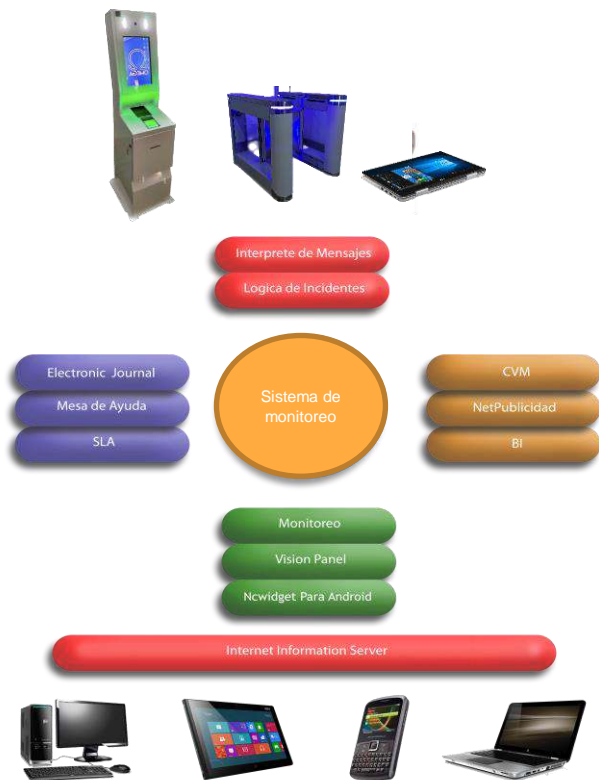 Interprete de Mensajes
Logica de Incidentes
Electronic Journal
Mesa de Ayuda
SLA
Sistema de
monitoreo
CVM
NetPublicidad
BI
Monitoreo
Vision Panel
Ncwidget Para Android
Internet Information Server